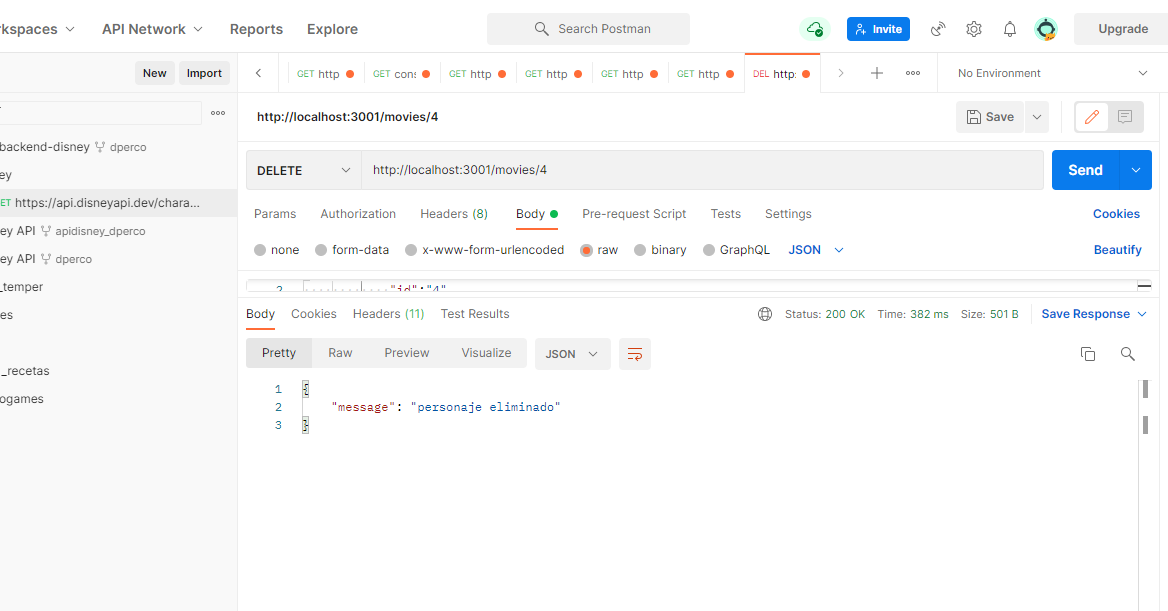 rkspaces API Network Reports Explore Search Postman Invite Upgrade
New Import GET http GET cons GET http GET http GET http GET http DEL http: No Environment
http://localhost:3001/movies/4 Save
backend-disney dperco
ey
ET https://api.disneyapi.dev/chara...
ey API apidisney_dperco
ey API dperco
_temper
es
_recetas
ogames
DELETE http://localhost:3001/movies/4 Send
Params Authorization Headers (8) Body Pre-request Script Tests Settings Cookies
none form-data x-www-form-urlencoded raw binary GraphQL JSON Beautify
2 "id":"4"
Body Cookies Headers (11) Test Results Status: 200 OK Time: 382 ms Size: 501 B Save Response
Pretty Raw Preview Visualize JSON
1 {
2 "message": "personaje eliminado"
3 }